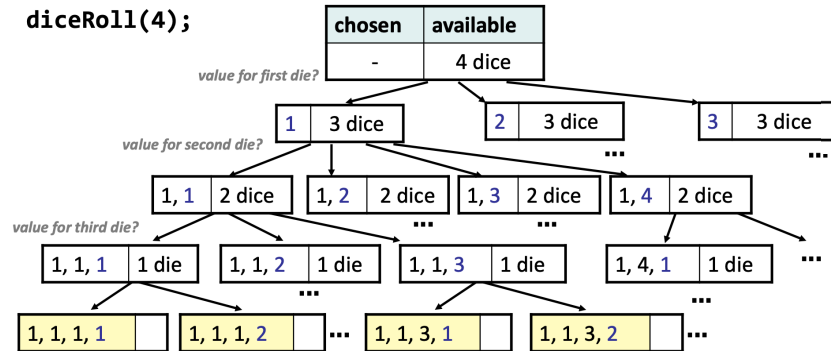 diceRoll(4);
chosen available
- 4 dice
value for first die?
1 3 dice 2 3 dice 3 3 dice
value for second die?
... ...
1, 1 2 dice 1, 2 2 dice 1, 3 2 dice 1, 4 2 dice
... ...
value for third die?
1, 1, 1 1 die 1, 1, 2 1 die 1, 1, 3 1 die 1, 4, 1 1 die ...
... ...
1, 1, 1, 1 1, 1, 1, 2 ... 1, 1, 3, 1 1, 1, 3, 2 ...